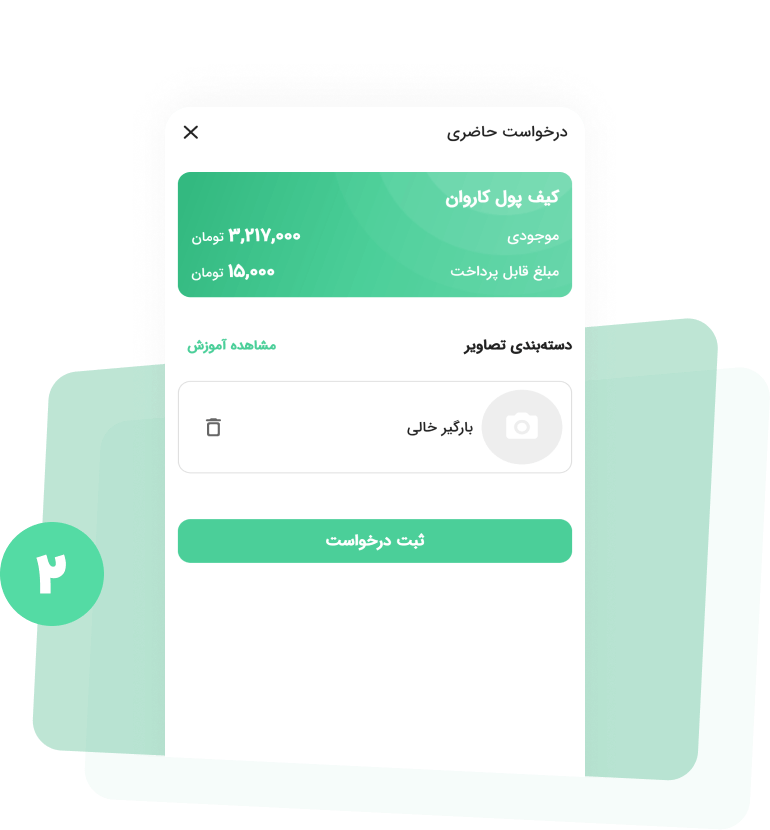 درخواست حاضری
کیف پول کاروان
موجودی ۳,۲۱۷,۰۰۰ تومان
مبلغ قابل پرداخت ۱۵,۰۰۰ تومان
دسته‌بندی تصاویر مشاهده آموزش
بارگیر خالی
ثبت درخواست
۲